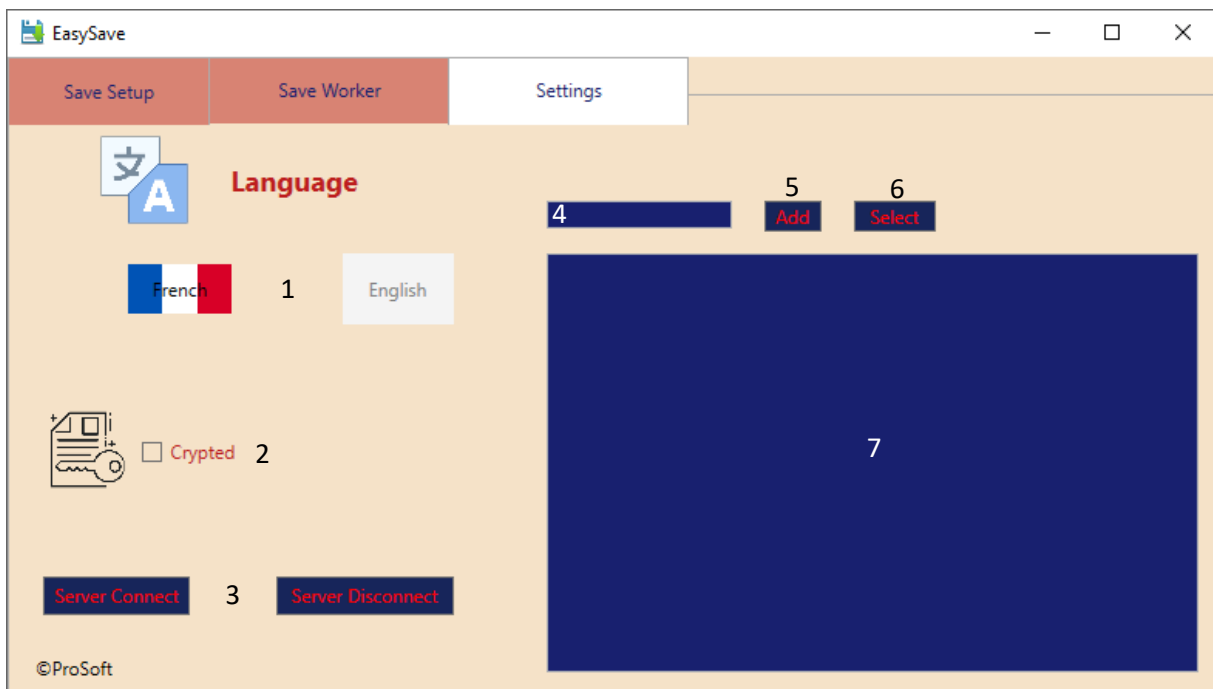 EasySave
Save Setup Save Worker Settings
文 A
Language
5 6
4 Add Select
French 1 English
7
Crypted 2
Server Connect 3 Server Disconnect
©ProSoft